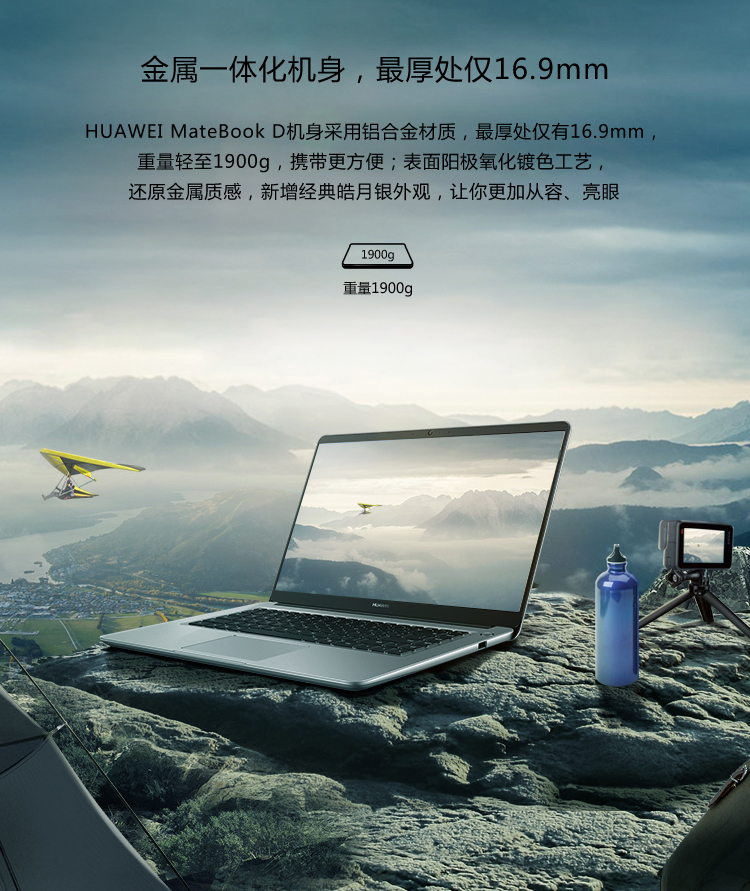 金属一体化机身，最厚处仅16.9mm
HUAWEI MateBook D机身采用铝合金材质，最厚处仅有16.9mm，
重量轻至1900g，携带更方便；表面阳极氧化镀色工艺，
还原金属质感，新增经典皓月银外观，让你更加从容、亮眼
1900g
重量1900g
HUAWEI